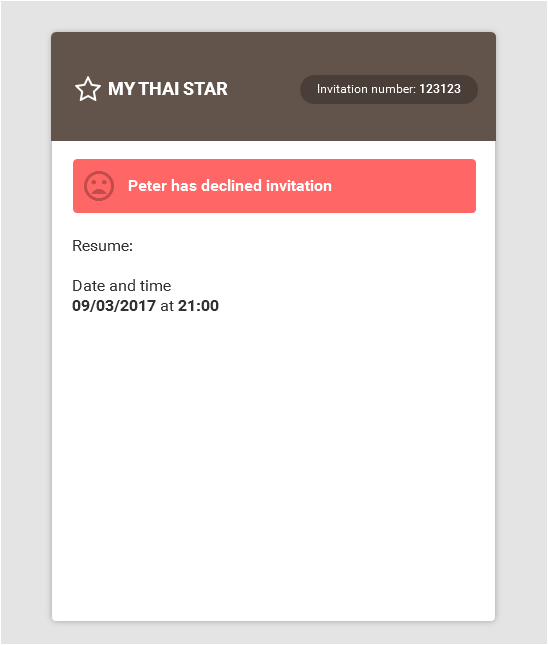 MY THAI STAR
Invitation number: 123123
Peter has declined invitation
Resume:
Date and time
09/03/2017 at 21:00